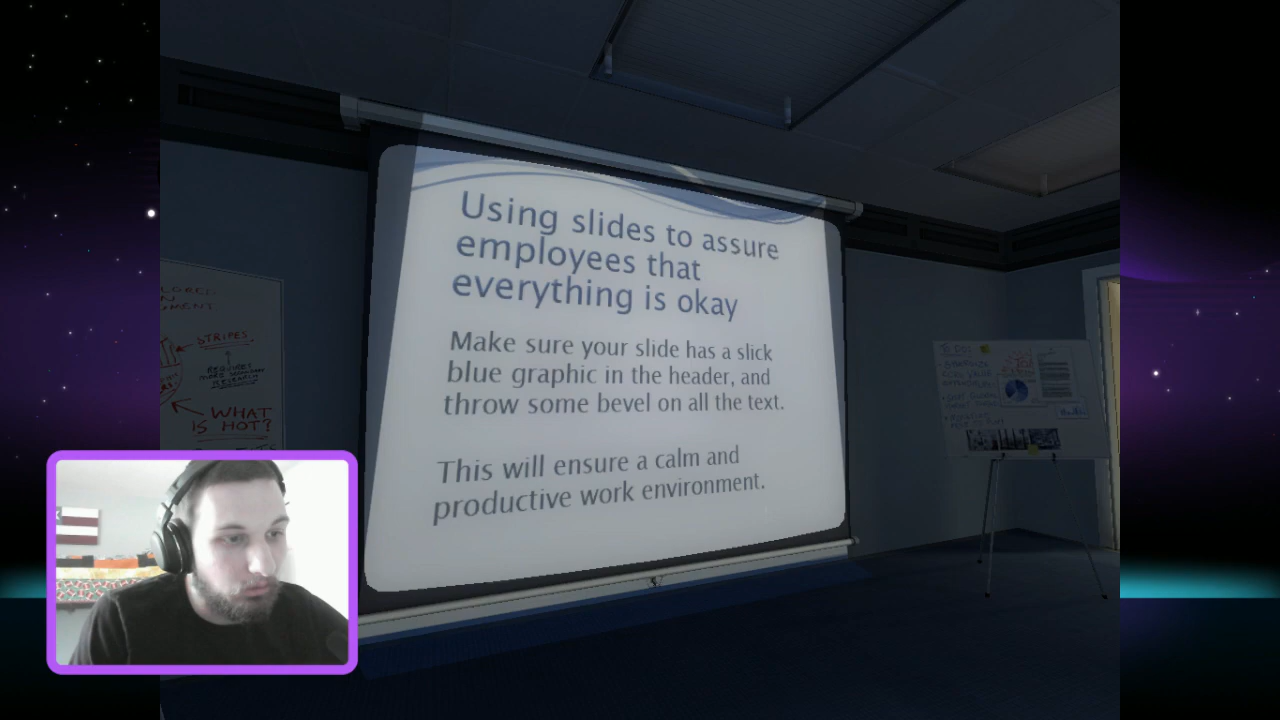 Using slides to assure
employees that
everything is okay
Make sure your slide has a slick
blue graphic in the header, and
throw some bevel on all the text.
This will ensure a calm and
productive work environment.
STRIPES
WHAT
IS HOT?
TO DO: